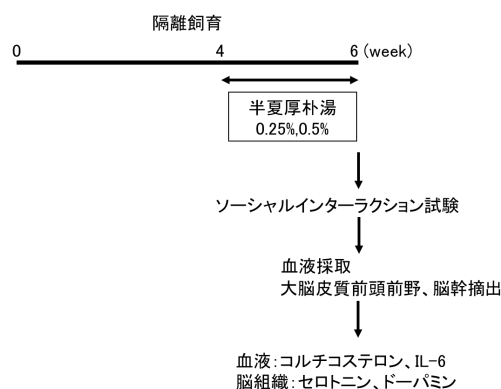 隔離飼育
0 4 6 (week)
半夏厚朴湯
0.25%,0.5%
ソーシャルインターラクション試験
血液採取
大脳皮質前頭前野、脳幹摘出
血液:コルチコステロン、IL-6
脳組織:セロトニン、ドーパミン